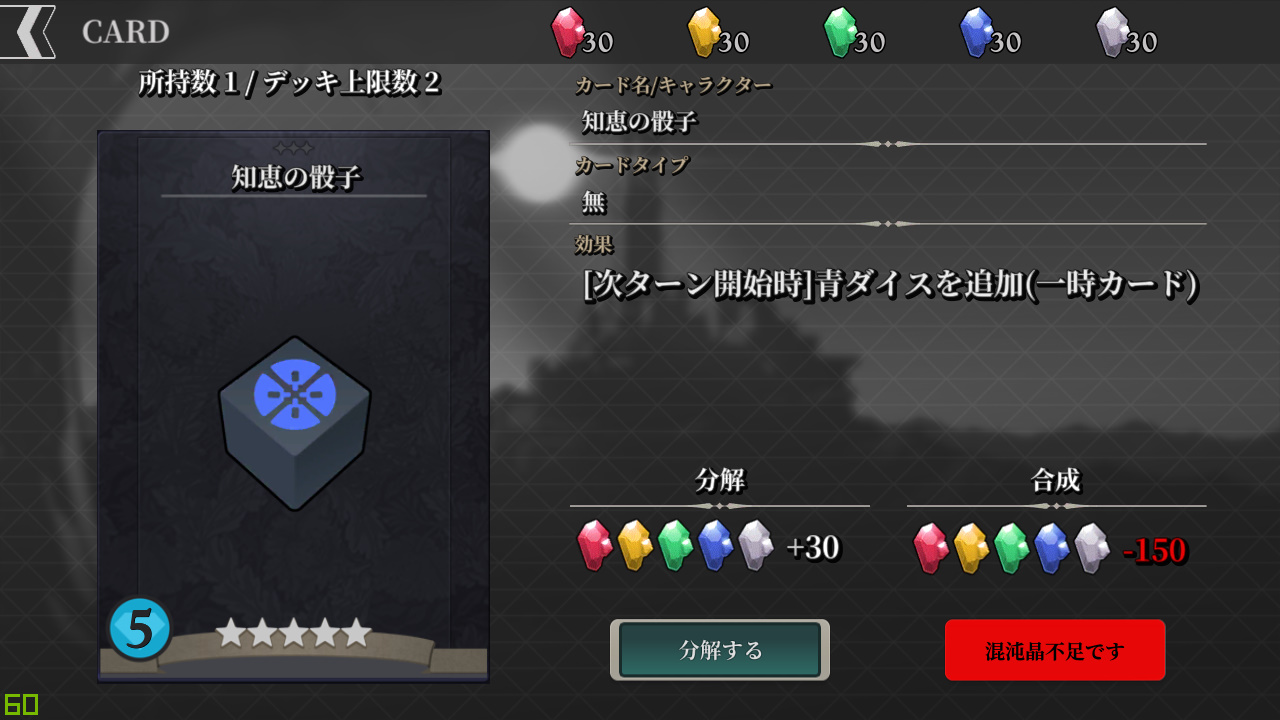 CARD
30
30
30
30
30
所持数 1 / デッキ上限数 2
知恵の骰子
5
カード名/キャラクター
知恵の骰子
カードタイプ
無
効果
[次ターン開始時]青ダイスを追加(一時カード)
分解
+30
分解する
合成
-150
混沌晶不足です
60